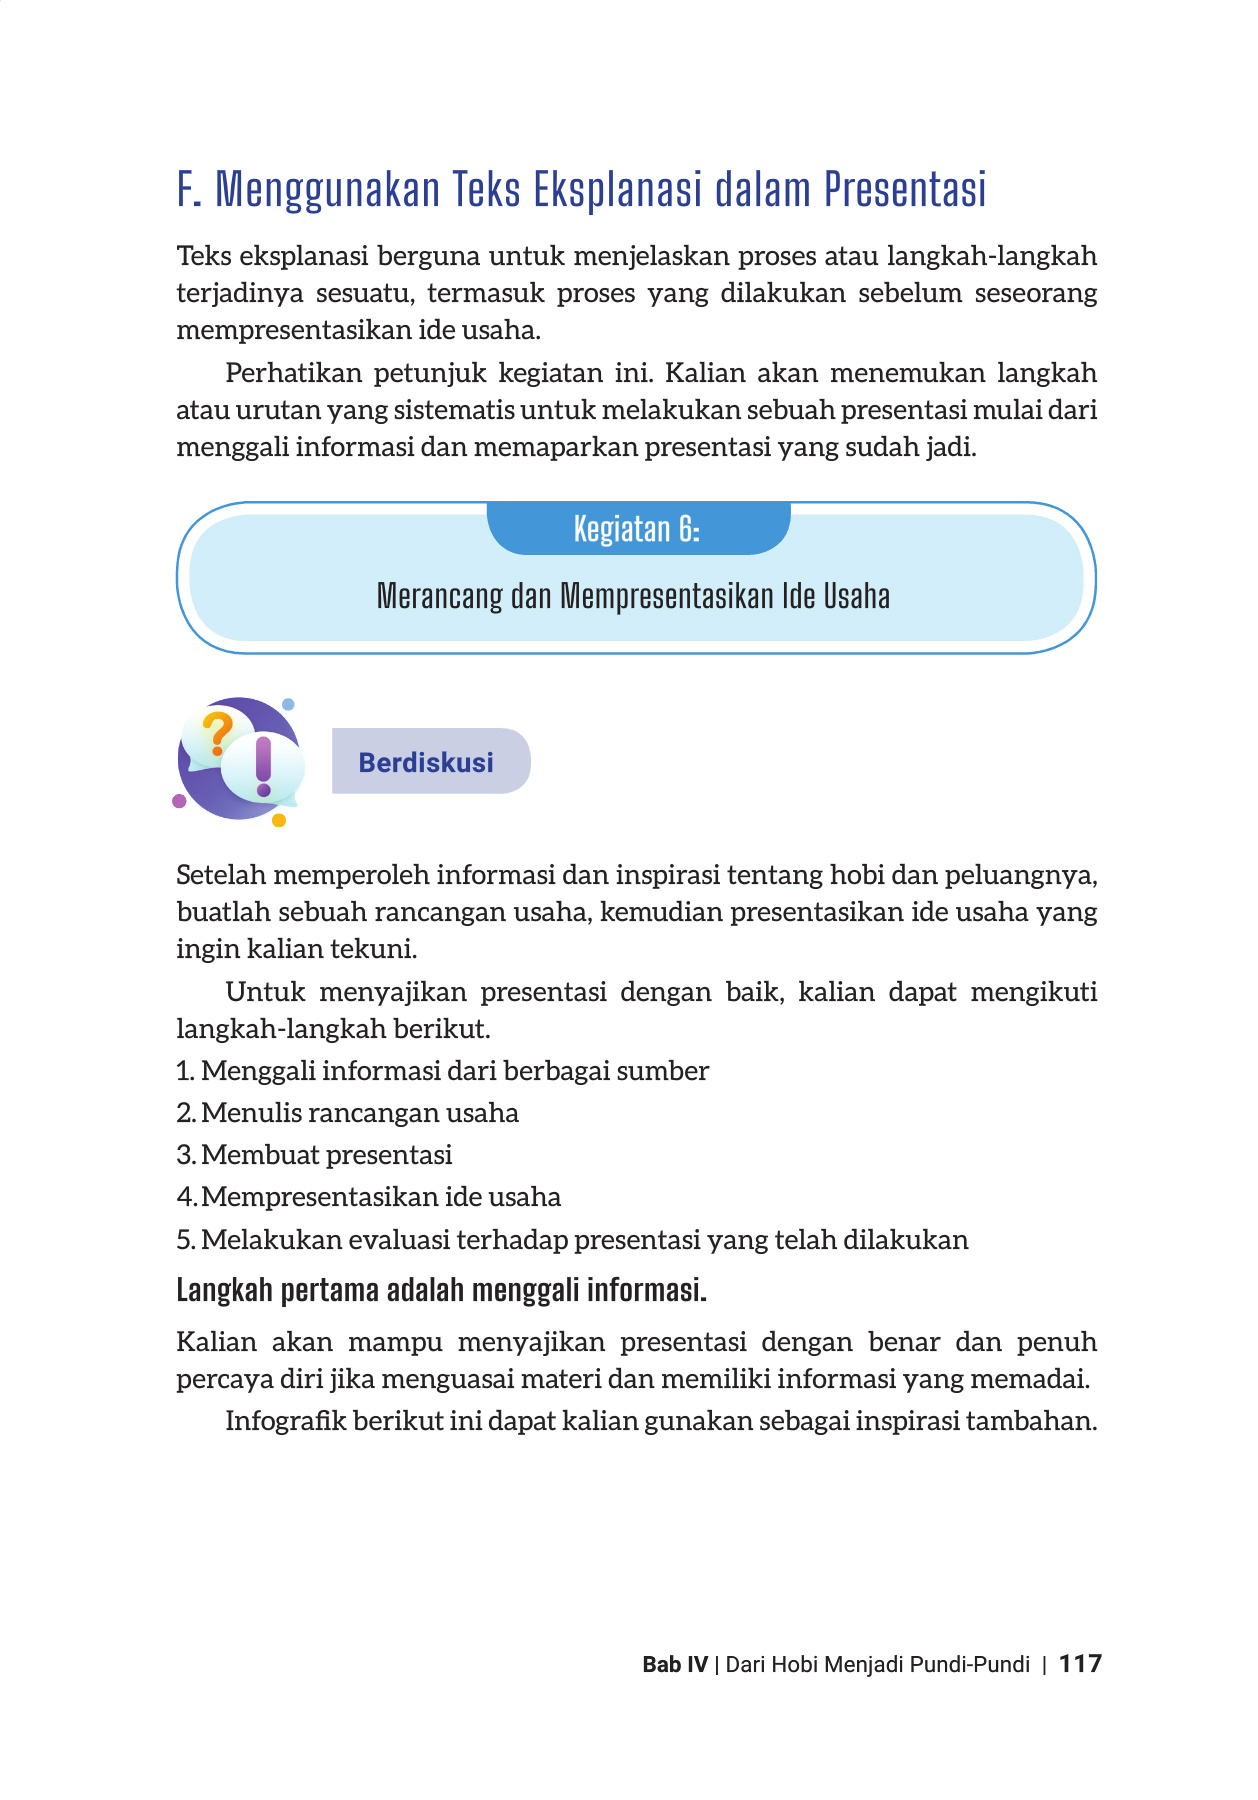 F. Menggunakan Teks Eksplanasi dalam Presentasi
Teks eksplanasi berguna untuk menjelaskan proses atau langkah-langkah
terjadinya sesuatu, termasuk proses yang dilakukan sebelum seseorang
mempresentasikan ide usaha.
Perhatikan petunjuk kegiatan ini. Kalian akan menemukan langkah
atau urutan yang sistematis untuk melakukan sebuah presentasi mulai dari
menggali informasi dan memaparkan presentasi yang sudah jadi.
Kegiatan 6:
Merancang dan Mempresentasikan Ide Usaha
? !
Berdiskusi
Setelah memperoleh informasi dan inspirasi tentang hobi dan peluangnya,
buatlah sebuah rancangan usaha, kemudian presentasikan ide usaha yang
ingin kalian tekuni.
Untuk menyajikan presentasi dengan baik, kalian dapat mengikuti
langkah-langkah berikut.
1. Menggali informasi dari berbagai sumber
2. Menulis rancangan usaha
3. Membuat presentasi
4. Mempresentasikan ide usaha
5. Melakukan evaluasi terhadap presentasi yang telah dilakukan
Langkah pertama adalah menggali informasi.
Kalian akan mampu menyajikan presentasi dengan benar dan penuh
percaya diri jika menguasai materi dan memiliki informasi yang memadai.
Infografik berikut ini dapat kalian gunakan sebagai inspirasi tambahan.
Bab IV | Dari Hobi Menjadi Pundi-Pundi | 117